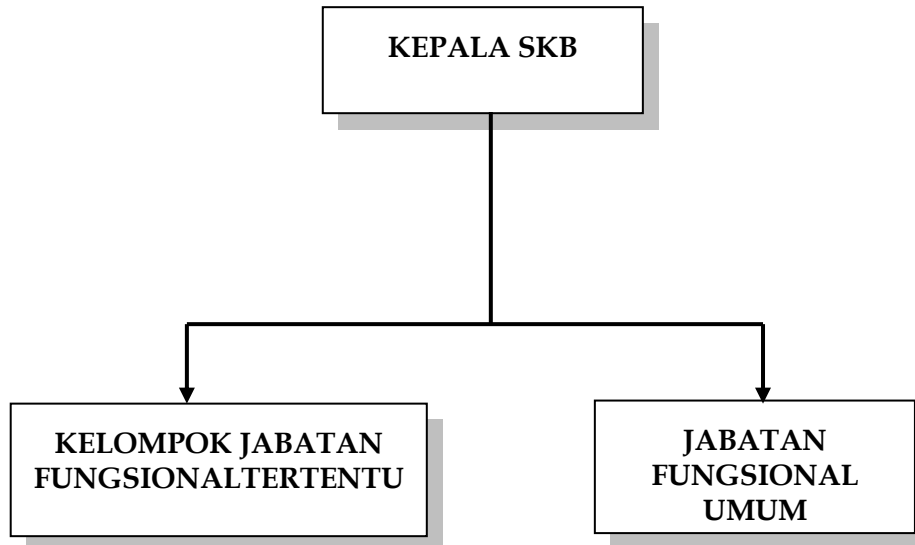 KEPALA SKB
KELOMPOK JABATAN
FUNGSIONALTERTENTU
JABATAN
FUNGSIONAL
UMUM